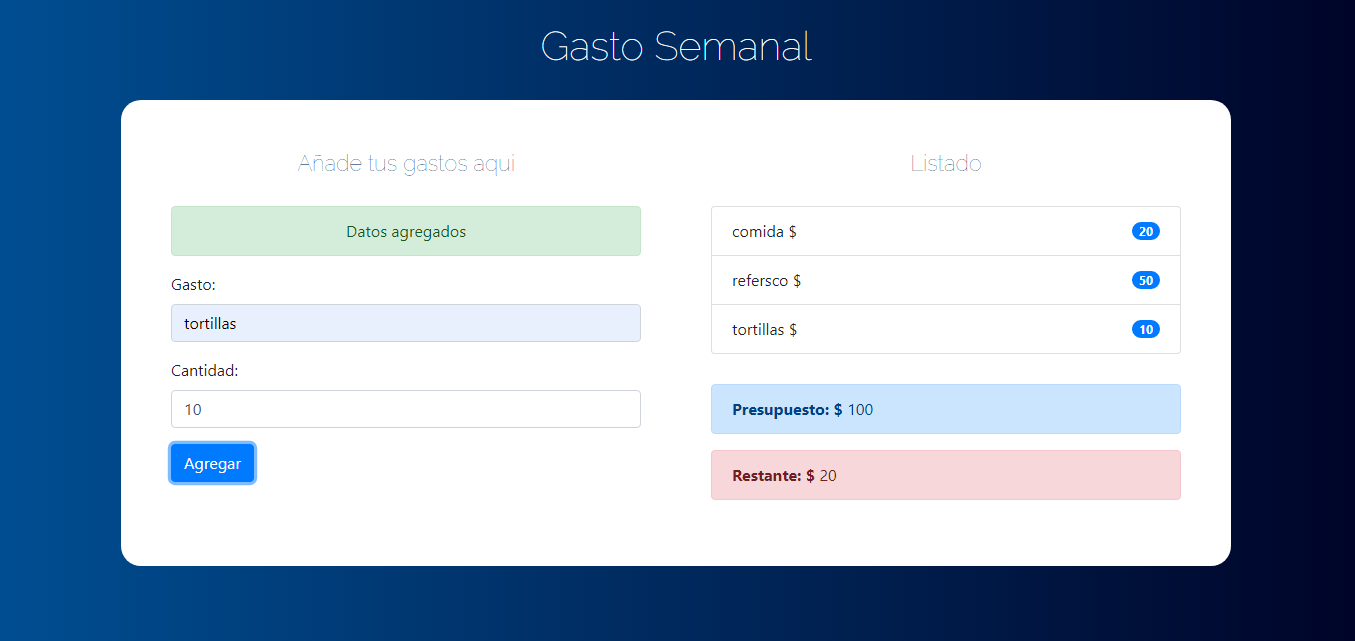 Gasto Semanal
Añade tus gastos aqui
Datos agregados
Gasto:
tortillas
Cantidad:
10
Agregar
Listado
comida $ 20
refersco $ 50
tortillas $ 10
Presupuesto: $ 100
Restante: $ 20